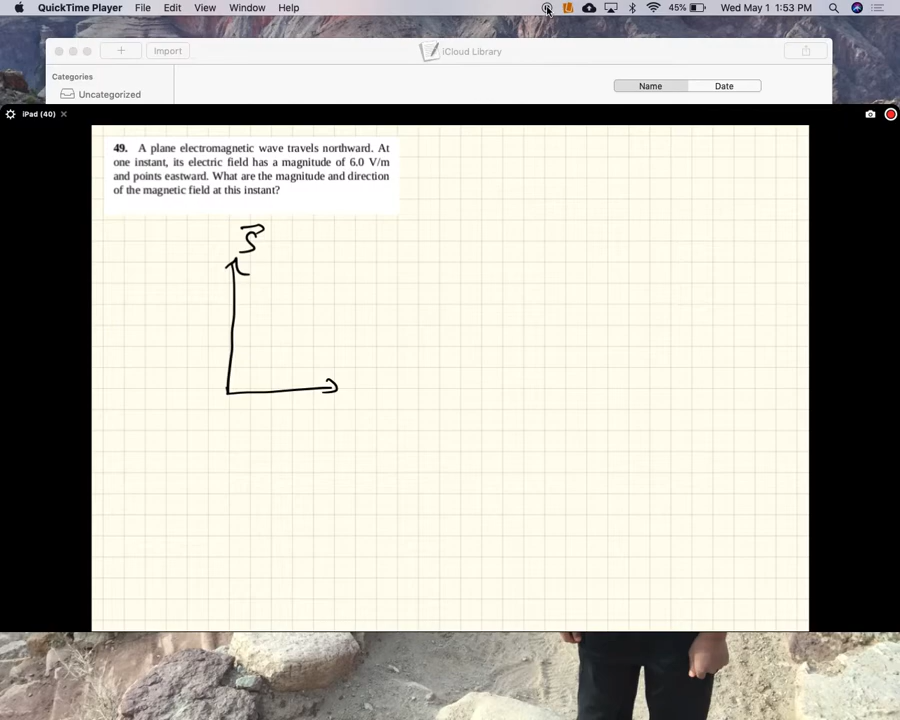 QuickTime Player File Edit View Window Help 45% Wed May 1 1:53 PM
Import iCloud Library
Categories
Name Date
Uncategorized
iPad (40)
49. A plane electromagnetic wave travels northward. At
one instant, its electric field has a magnitude of 6.0 V/m
and points eastward. What are the magnitude and direction
of the magnetic field at this instant?
S